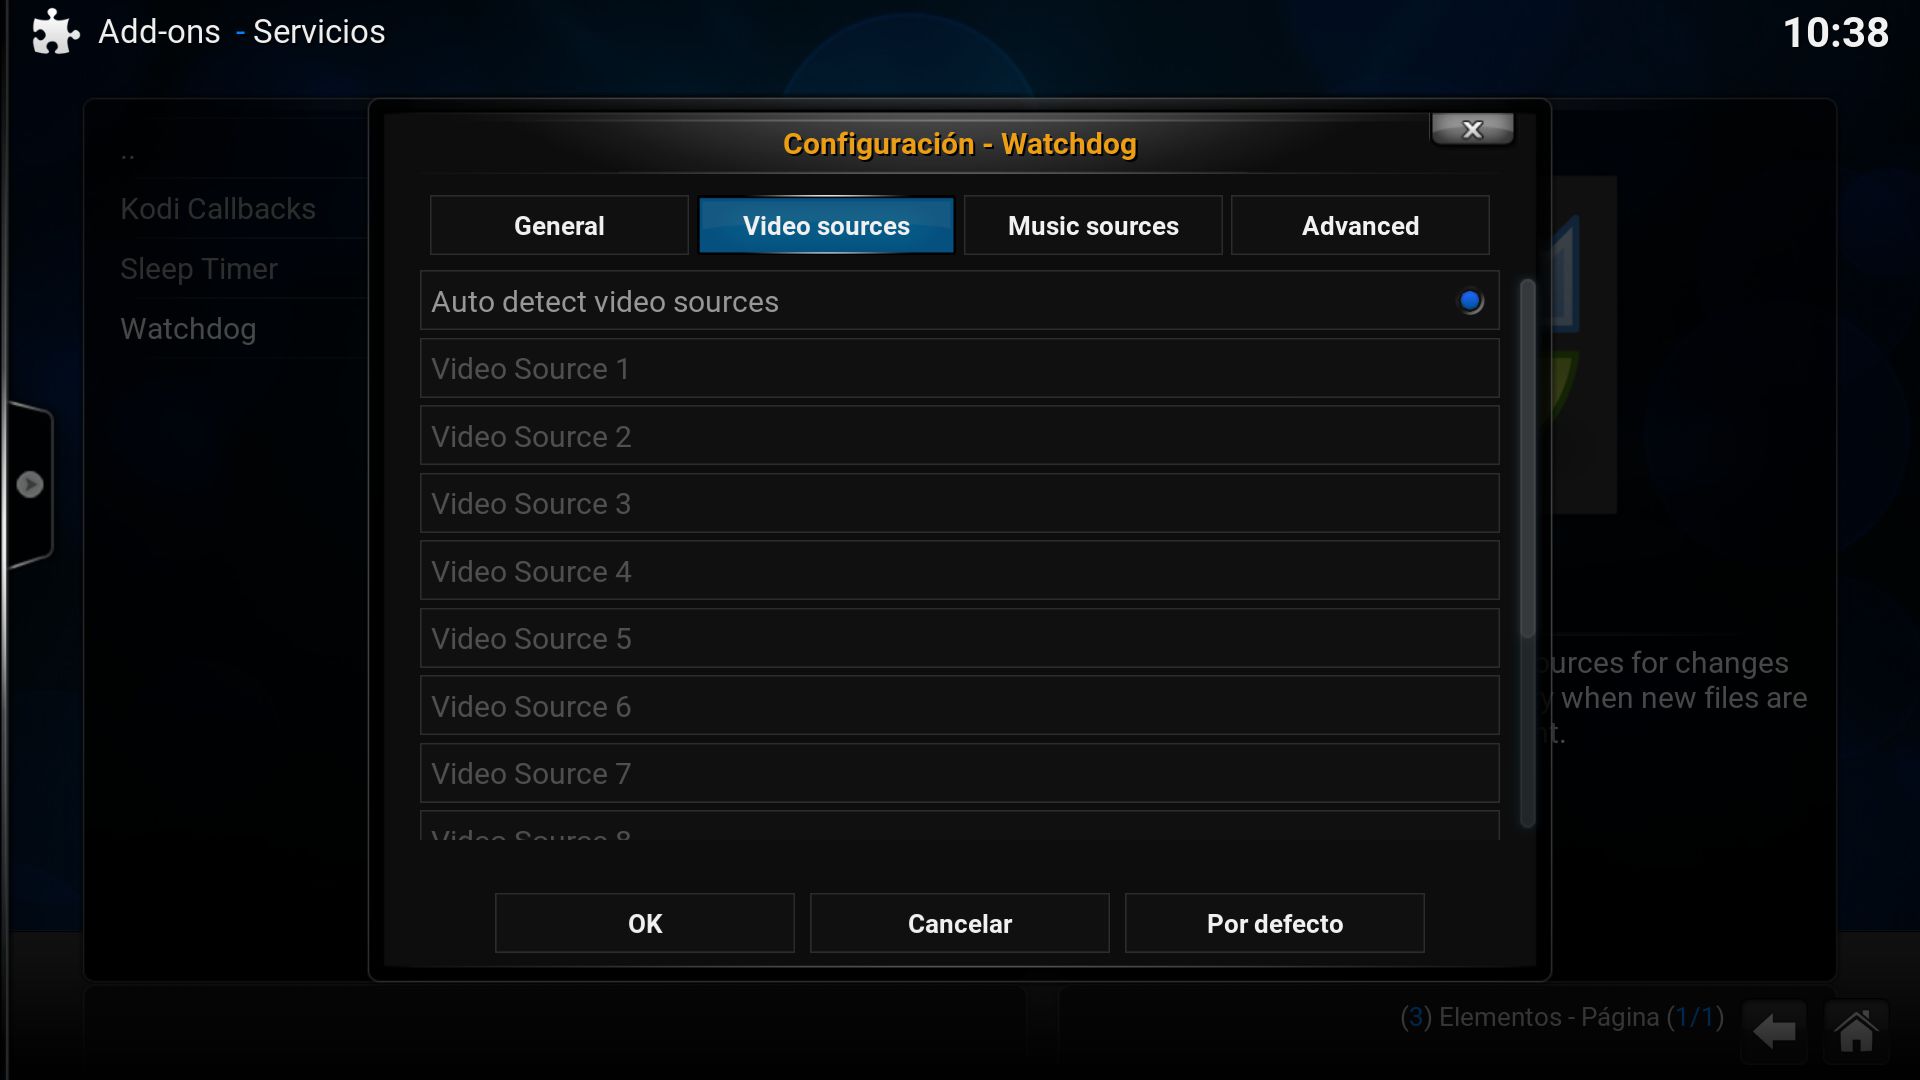 Add-ons - Servicios
10:38
..
Kodi Callbacks
Sleep Timer
Watchdog
Configuración - Watchdog
General
Video sources
Music sources
Advanced
Auto detect video sources
Video Source 1
Video Source 2
Video Source 3
Video Source 4
Video Source 5
Video Source 6
Video Source 7
Video Source 8
for changes
when new files are
OK
Cancelar
Por defecto
(3) Elementos - Página (1/1)